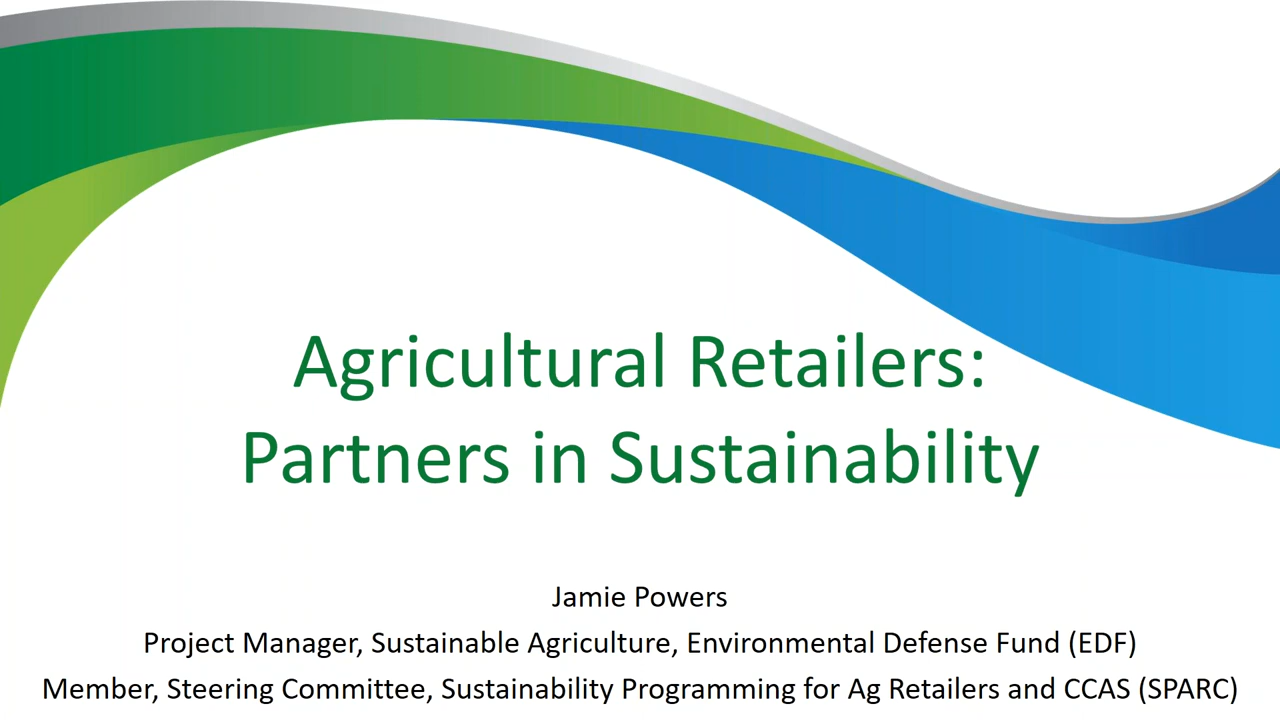 Agricultural Retailers:
Partners in Sustainability
Jamie Powers
Project Manager, Sustainable Agriculture, Environmental Defense Fund (EDF)
Member, Steering Committee, Sustainability Programming for Ag Retailers and CCAS (SPARC)